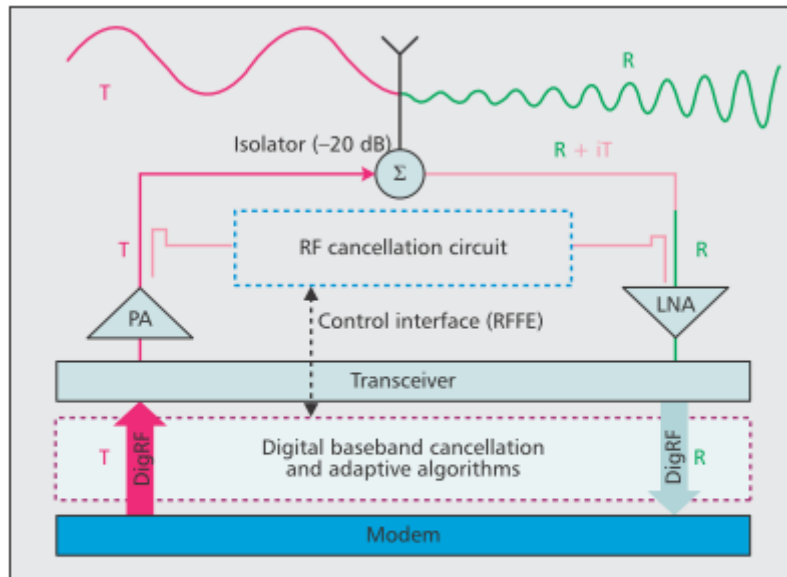 T
R
Isolator (–20 dB)
Σ
R + iT
T
RF cancellation circuit
R
PA
LNA
Control interface (RFFE)
Transceiver
T
DigRF
Digital baseband cancellation
and adaptive algorithms
DigRF
R
Modem